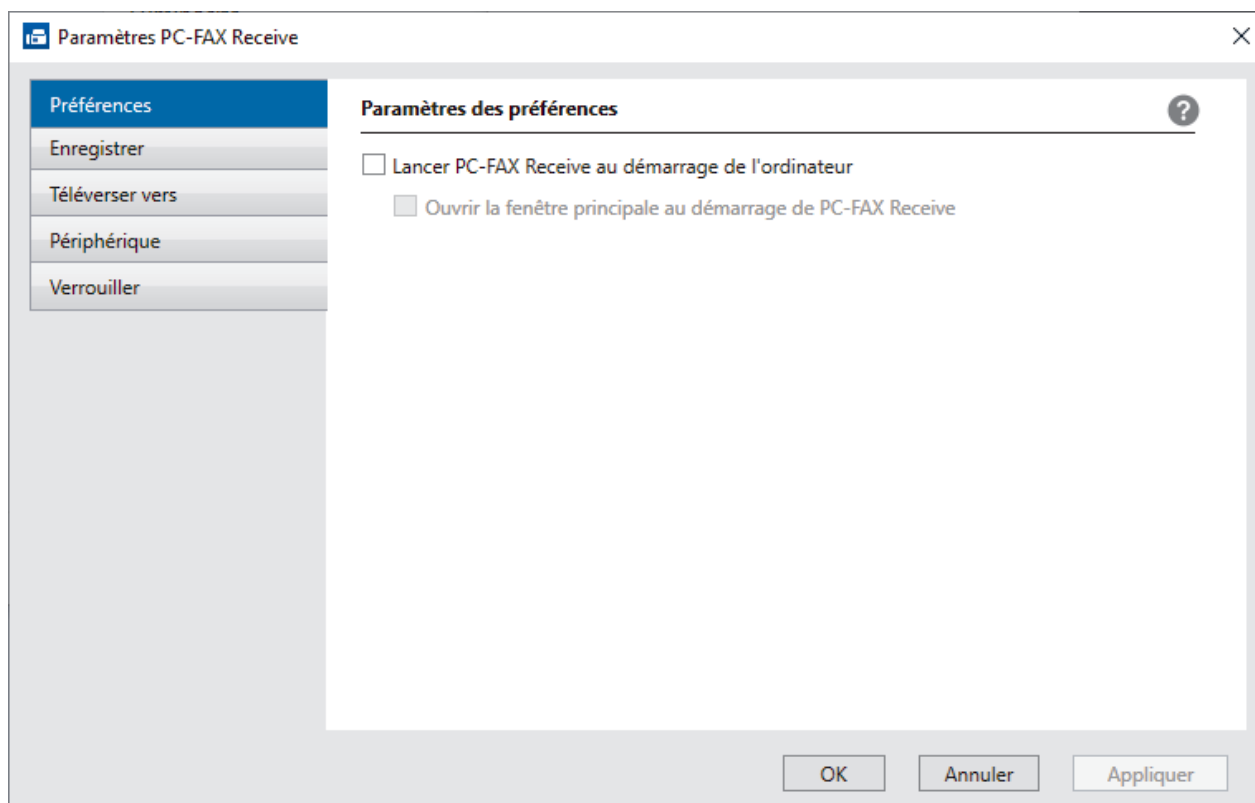 Paramètres PC-FAX Receive
Préférences
Enregistrer
Téléverser vers
Périphérique
Verrouiller
Paramètres des préférences
?
Lancer PC-FAX Receive au démarrage de l'ordinateur
Ouvrir la fenêtre principale au démarrage de PC-FAX Receive
OK
Annuler
Appliquer